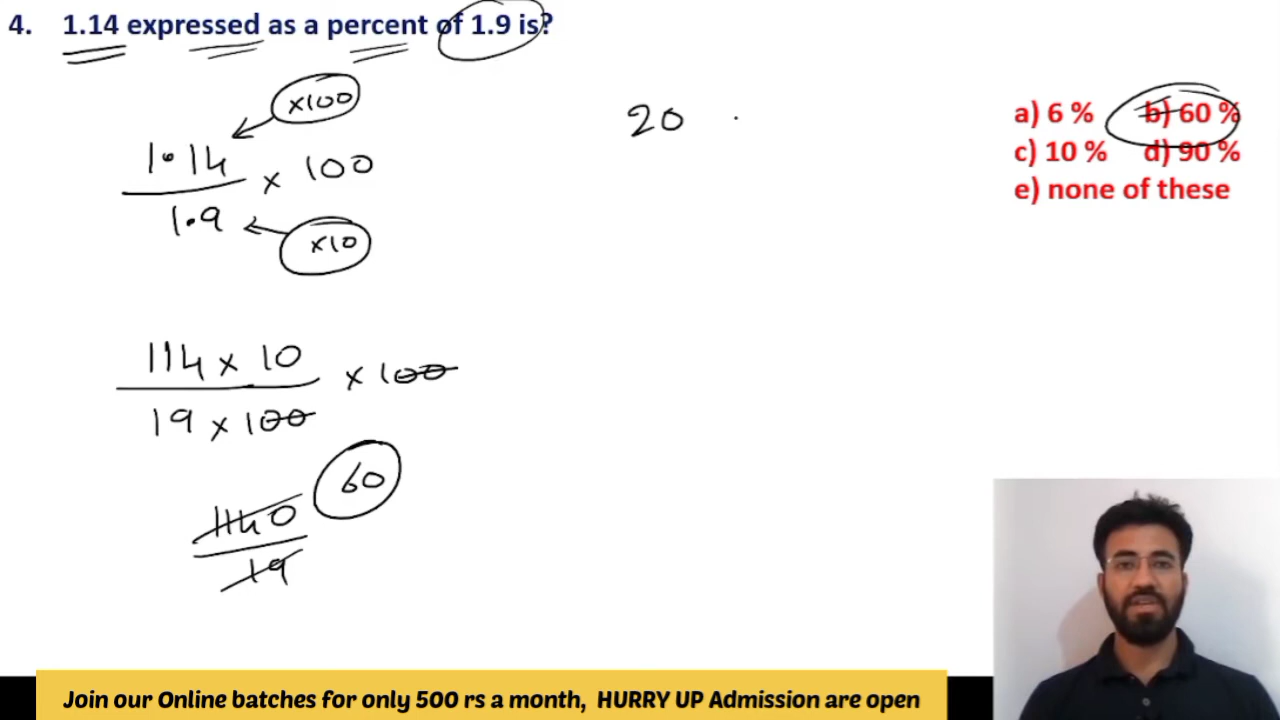 4. 1.14 expressed as a percent of 1.9 is?
×100
1.14 × 100
1.9
×10
20 .
a) 6 % b) 60 %
c) 10 % d) 90 %
e) none of these
114 × 10 × 100
19 × 100
1140 60
19
Join our Online batches for only 500 rs a month, HURRY UP Admission are open